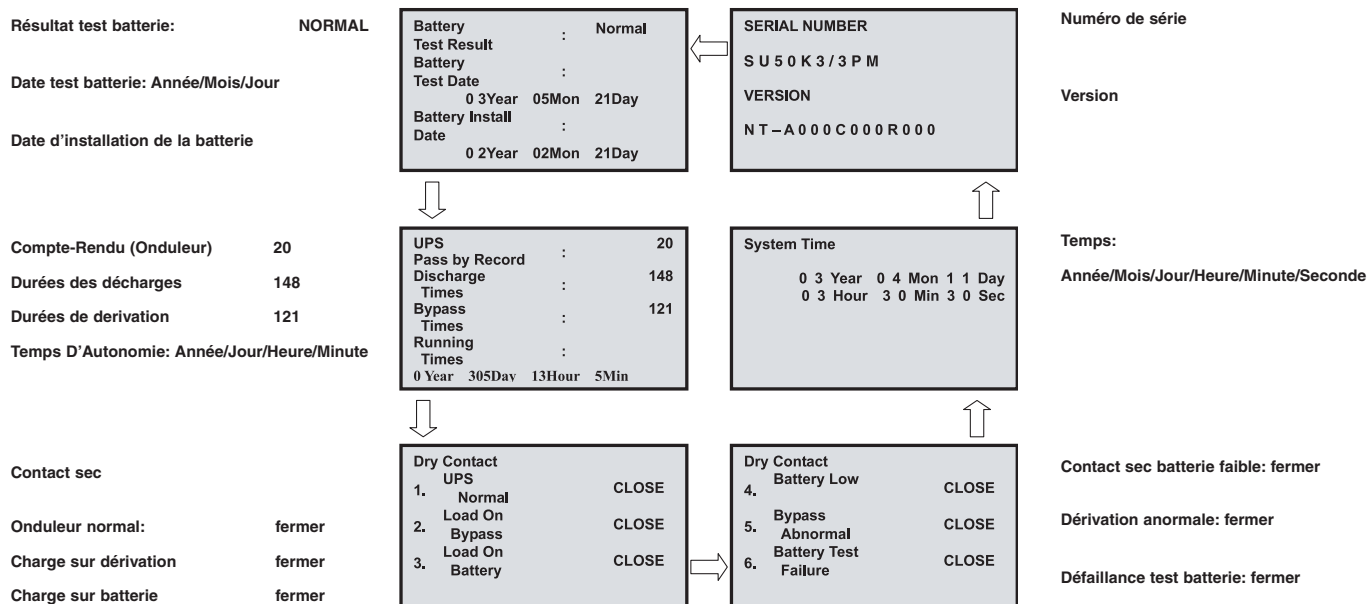 Résultat test batterie: NORMAL
Date test batterie: Année/Mois/Jour
Date d'installation de la batterie
Battery
Test Result : Normal
Battery
Test Date :
0 3Year 05Mon 21Day
Battery Install
Date :
0 2Year 02Mon 21Day
SERIAL NUMBER
S U 5 0 K 3 / 3 P M
VERSION
N T – A 0 0 0 C 0 0 0 R 0 0 0
Numéro de série
Version
Compte-Rendu (Onduleur) 20
Durées des décharges 148
Durées de derivation 121
Temps D'Autonomie: Année/Jour/Heure/Minute
UPS 20
Pass by Record :
Discharge 148
Times :
Bypass 121
Times :
Running
Times :
0 Year 305Day 13Hour 5Min
System Time
0 3 Year 0 4 Mon 1 1 Day
0 3 Hour 3 0 Min 3 0 Sec
Temps:
Année/Mois/Jour/Heure/Minute/Seconde
Contact sec
Onduleur normal: fermer
Charge sur dérivation fermer
Charge sur batterie fermer
Dry Contact
1. UPS
Normal CLOSE
2. Load On
Bypass CLOSE
3. Load On
Battery CLOSE
Dry Contact
4. Battery Low CLOSE
5. Bypass
Abnormal CLOSE
6. Battery Test
Failure CLOSE
Contact sec batterie faible: fermer
Dérivation anormale: fermer
Défaillance test batterie: fermer